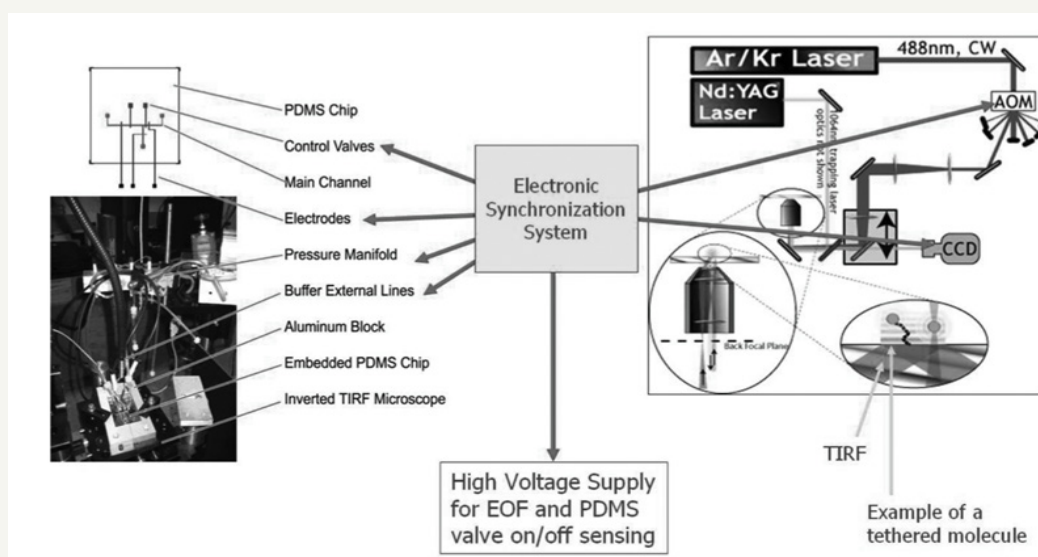 PDMS Chip
Control Valves
Main Channel
Electrodes
Pressure Manifold
Buffer External Lines
Aluminum Block
Embedded PDMS Chip
Inverted TIRF Microscope
Electronic
Synchronization
System
High Voltage Supply
for EOF and PDMS
valve on/off sensing
488nm, CW
Ar/Kr Laser
Nd:YAG
Laser
AOM
1064nm trapping laser
optics not shown
CCD
Back Focal Plane
TIRF
Example of a
tethered molecule